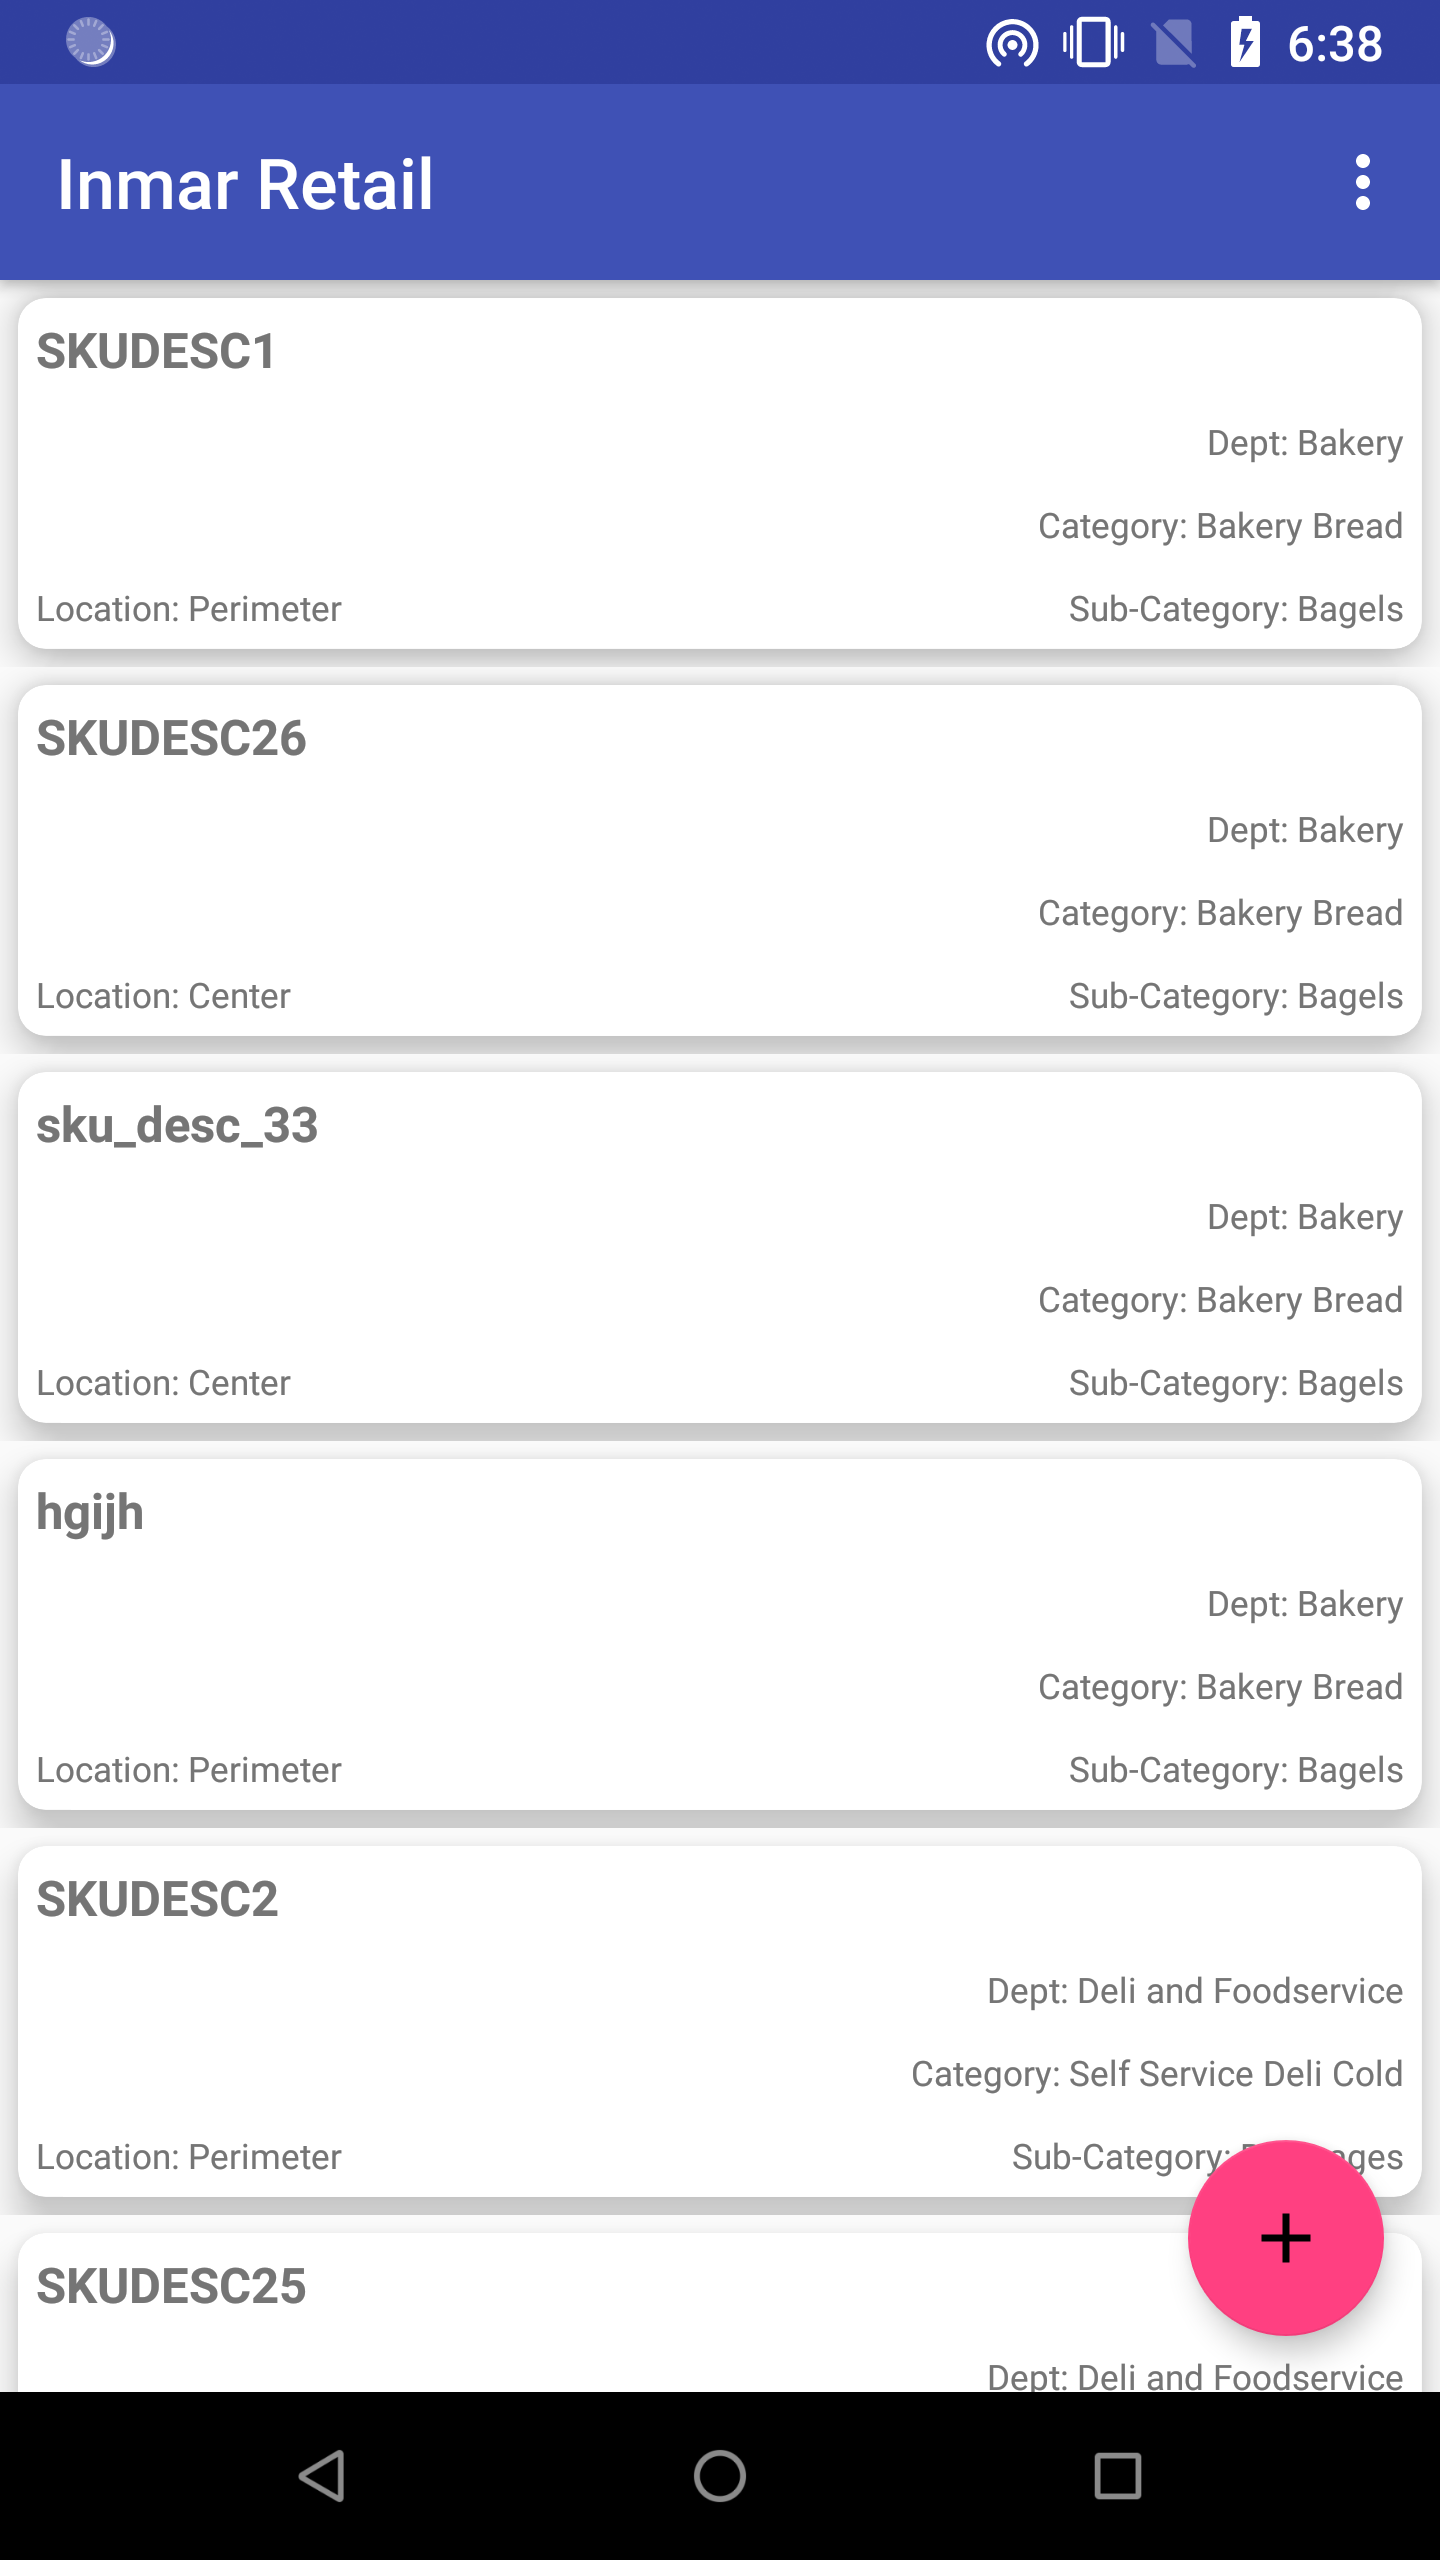 6:38
Inmar Retail
SKUDESC1
Dept: Bakery
Category: Bakery Bread
Location: Perimeter Sub-Category: Bagels
SKUDESC26
Dept: Bakery
Category: Bakery Bread
Location: Center Sub-Category: Bagels
sku_desc_33
Dept: Bakery
Category: Bakery Bread
Location: Center Sub-Category: Bagels
hgijh
Dept: Bakery
Category: Bakery Bread
Location: Perimeter Sub-Category: Bagels
SKUDESC2
Dept: Deli and Foodservice
Category: Self Service Deli Cold
Location: Perimeter Sub-Category:
SKUDESC25
Dept: Deli and Foodservice